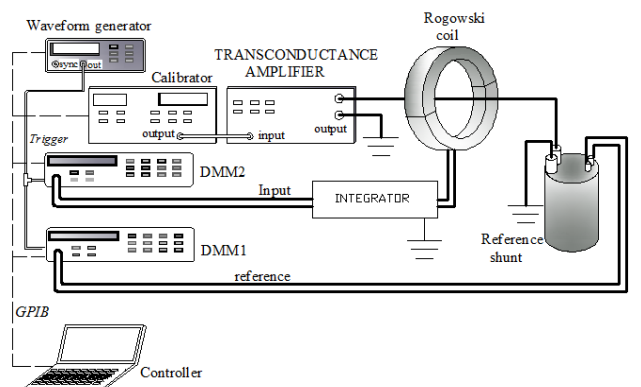 Waveform generator
sync
out
Rogowski
coil
TRANSCONDUCTANCE
AMPLIFIER
Calibrator
output
input
output
Trigger
DMM2
Input
INTEGRATOR
DMM1
Reference
shunt
reference
GPIB
Controller